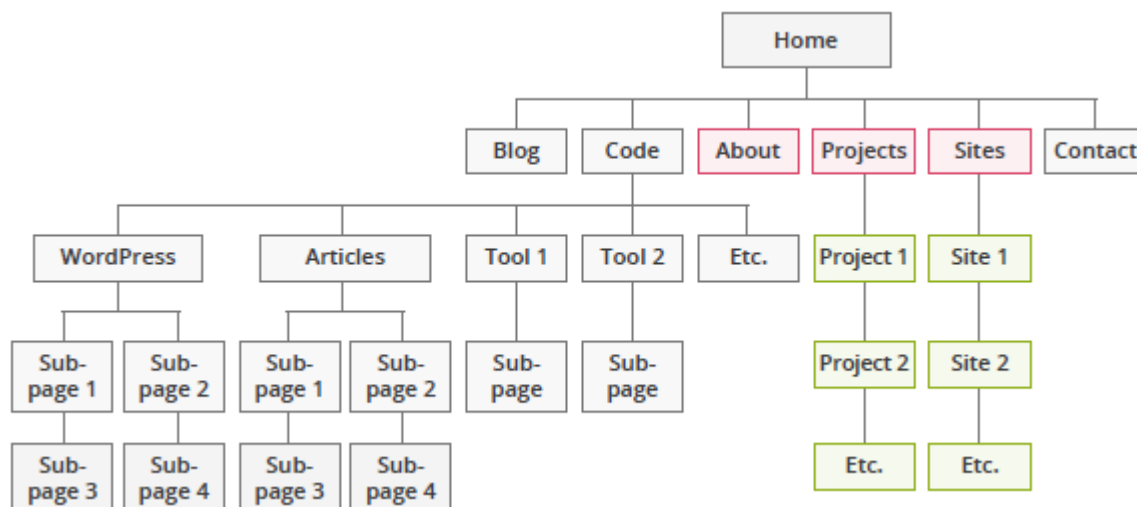 Home
Blog
Code
About
Projects
Sites
Contact
WordPress
Articles
Tool 1
Tool 2
Etc.
Project 1
Site 1
Sub-
page 1
Sub-
page 2
Sub-
page 1
Sub-
page 2
Sub-
page
Sub-
page
Project 2
Site 2
Sub-
page 3
Sub-
page 4
Sub-
page 3
Sub-
page 4
Etc.
Etc.